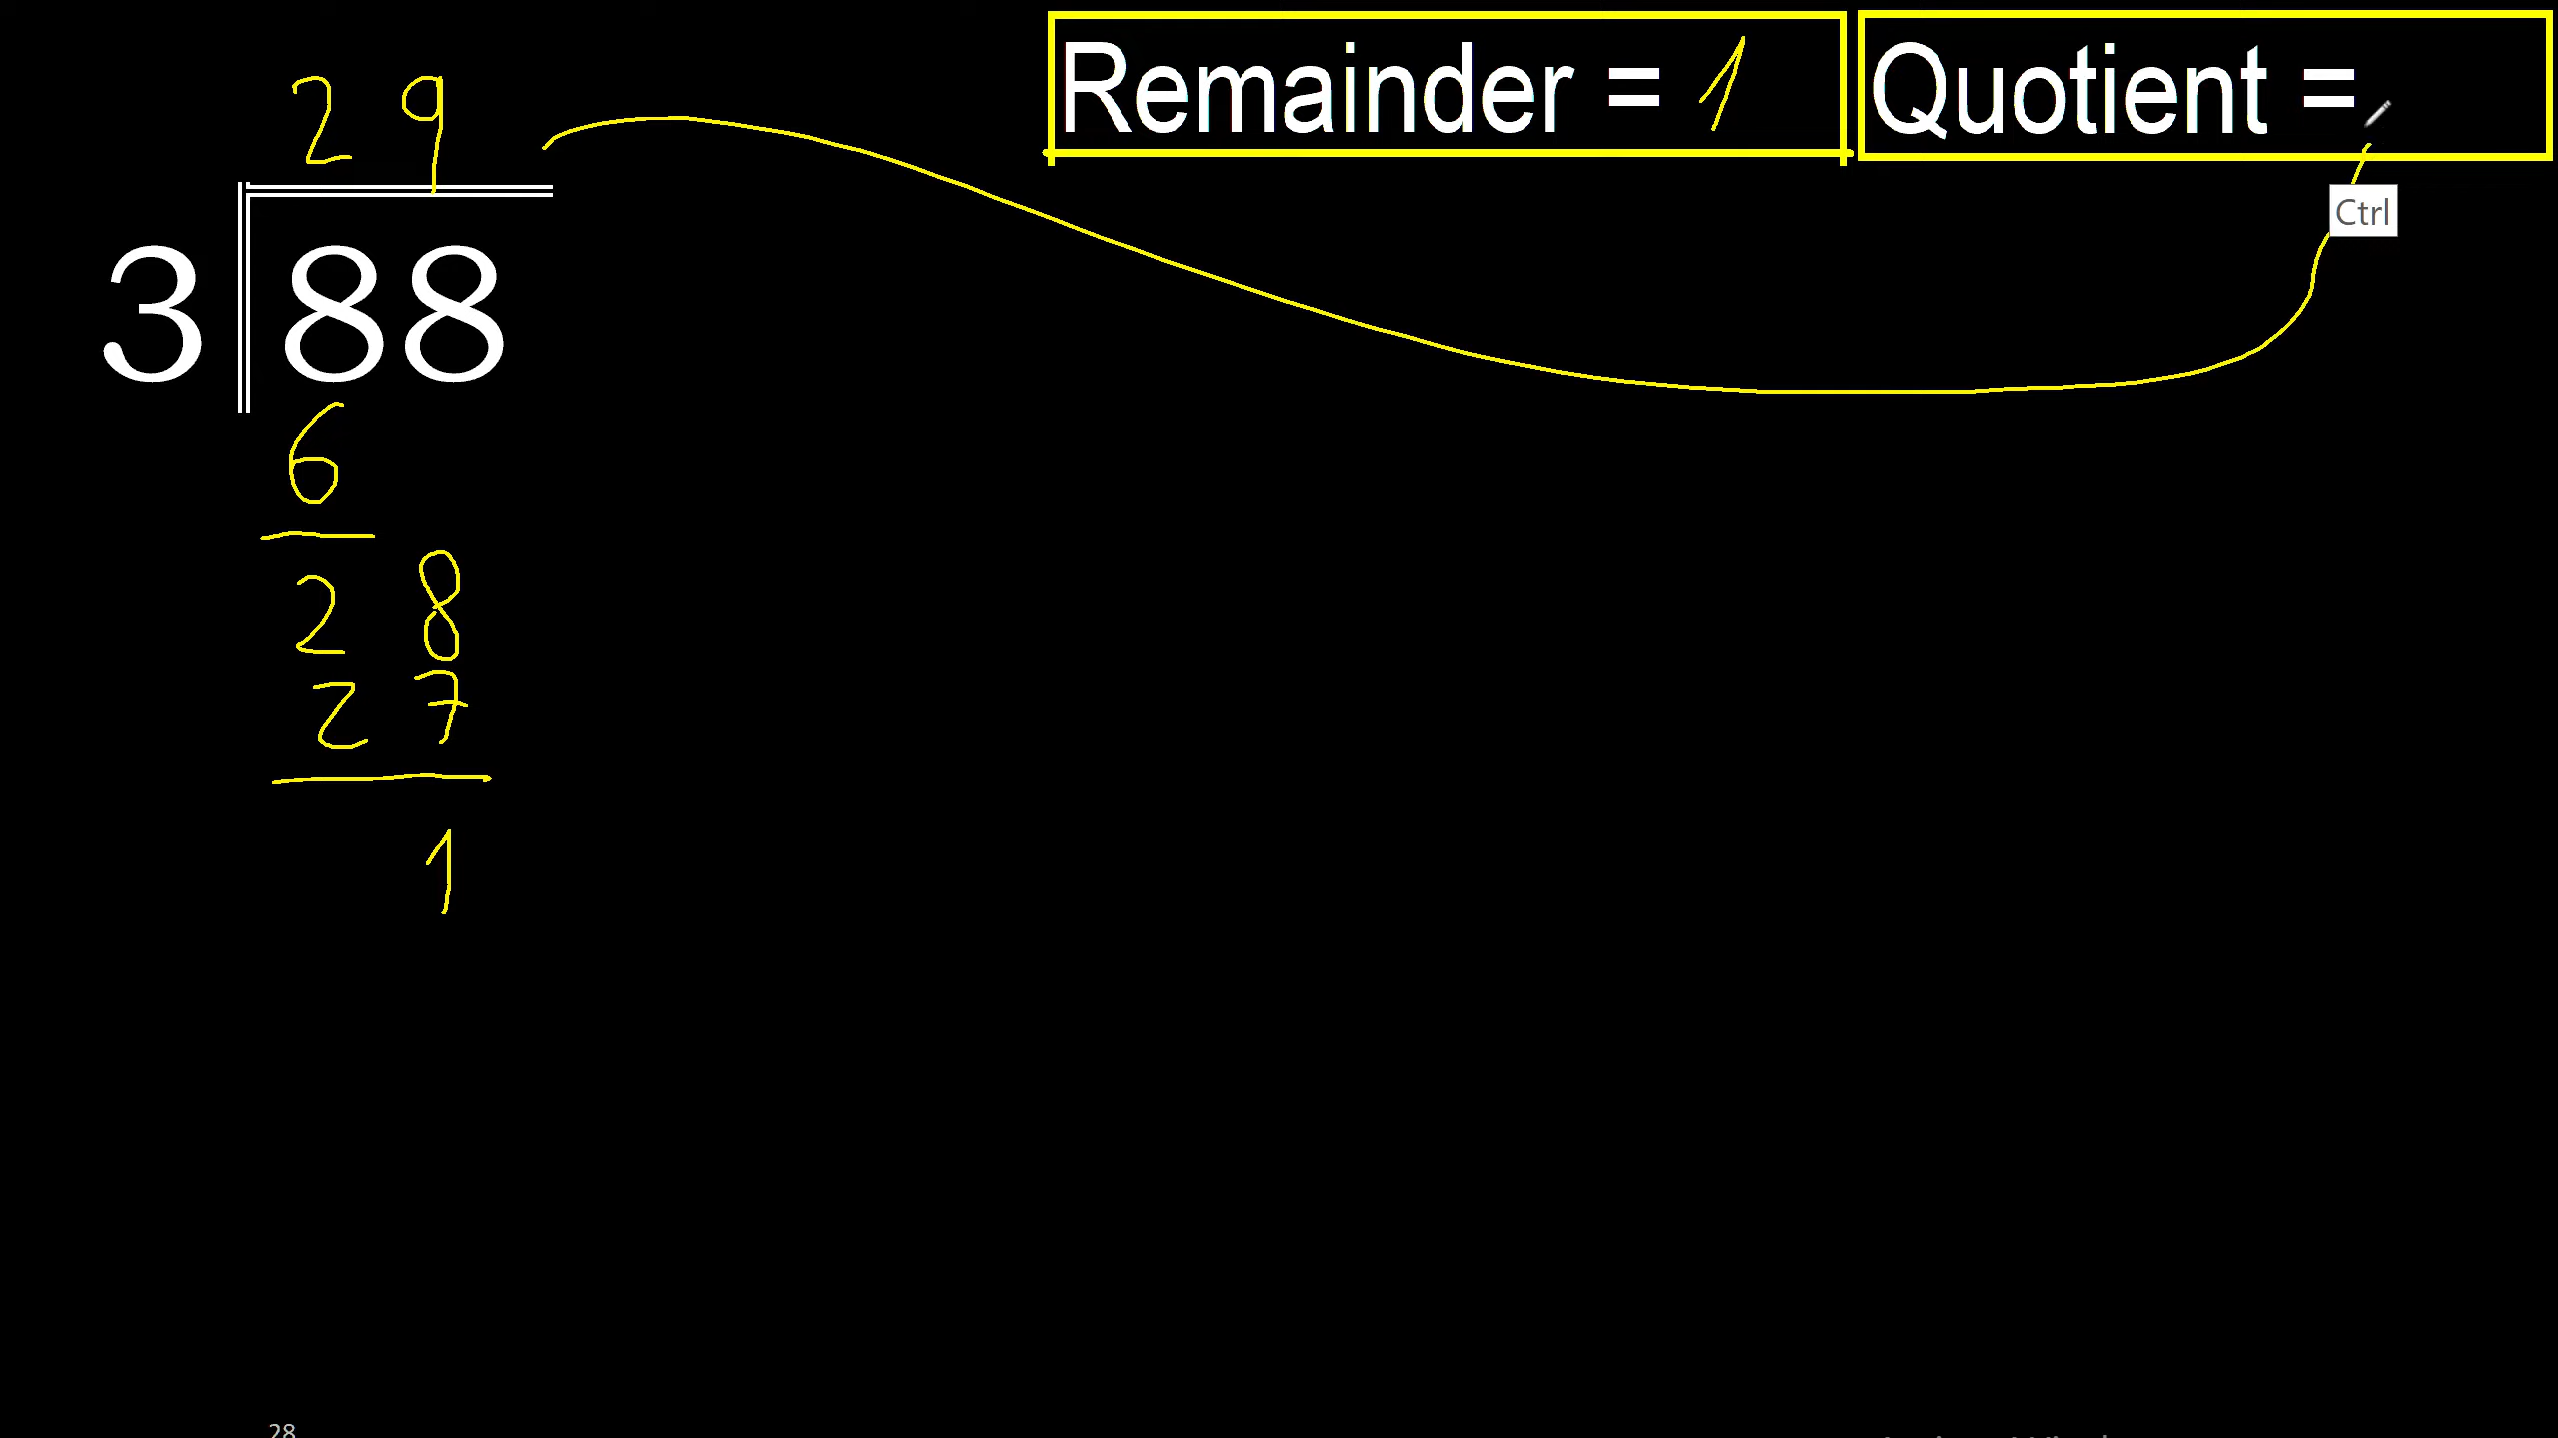 Remainder = 1
Quotient =
29
3 88
6
28
27
1
Ctrl
28